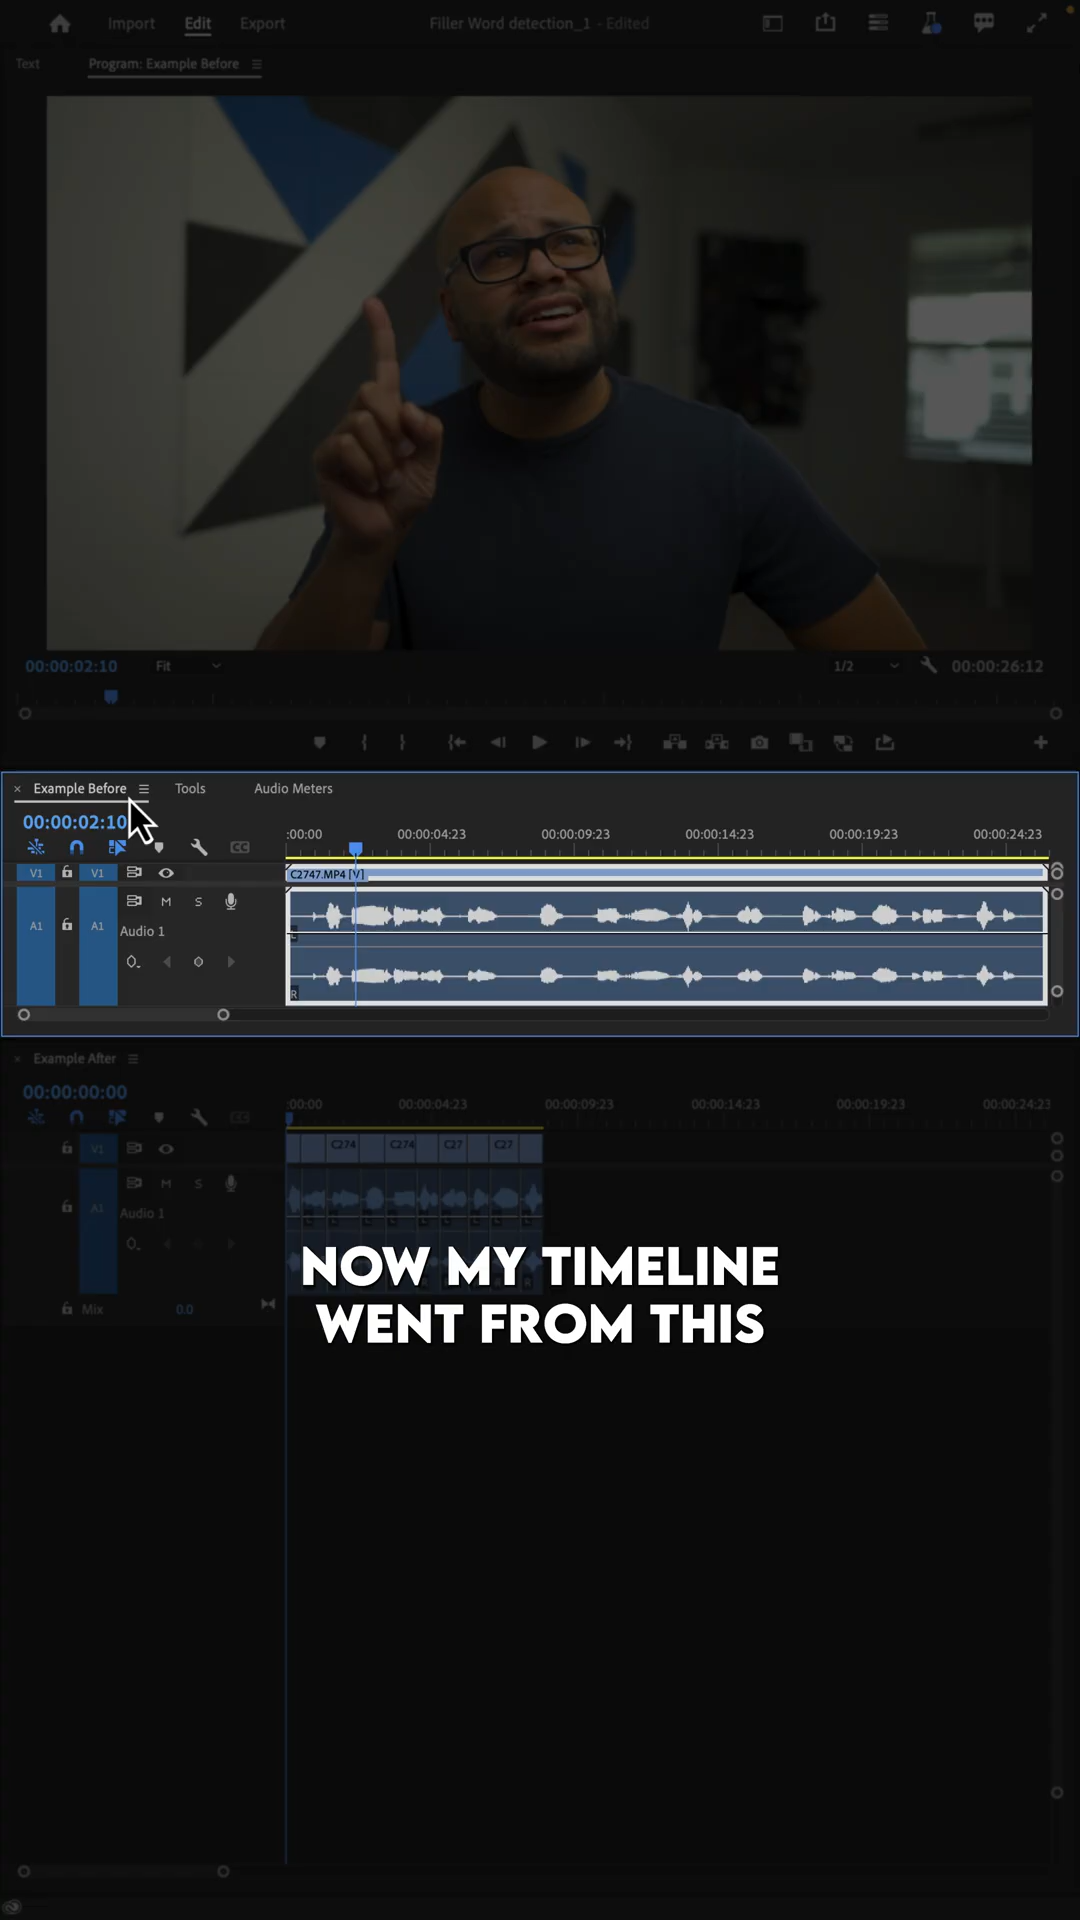 Import Edit Export Filler Word detection_1 - Edited
Text Program: Example Before
00:00:02:10 Fit 1/2 00:00:26:12
Example Before Tools Audio Meters
00:00:02:10
:00:00 00:00:04:23 00:00:09:23 00:00:14:23 00:00:19:23 00:00:24:23
CC
V1 V1 C2747.MP4 [V]
M S
A1 A1 Audio 1
L
R
Example After
00:00:00:00
:00:00 00:00:04:23 00:00:09:23 00:00:14:23 00:00:19:23 00:00:24:23
CC
V1 C274 C274 C27 C27
M S
A1 Audio 1
NOW MY TIMELINE
WENT FROM THIS
Mix 0.0